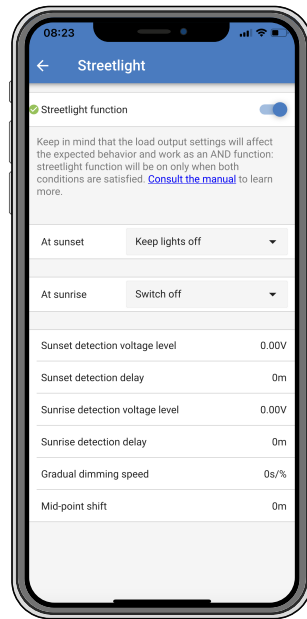 08:23
Streetlight
Streetlight function
Keep in mind that the load output settings will affect
the expected behavior and work as an AND function:
streetlight function will be on only when both
conditions are satisfied. Consult the manual to learn
more.
At sunset Keep lights off
At sunrise Switch off
Sunset detection voltage level 0.00V
Sunset detection delay 0m
Sunrise detection voltage level 0.00V
Sunrise detection delay 0m
Gradual dimming speed 0s/%
Mid-point shift 0m